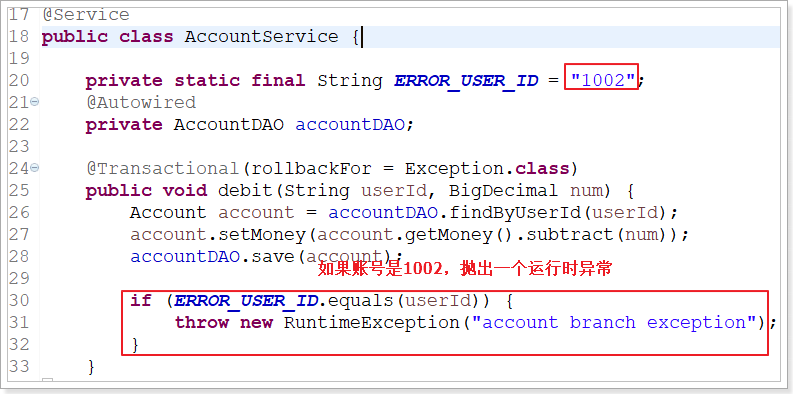 17 @Service
18 public class AccountService {
19
20 private static final String ERROR_USER_ID = "1002";
21 @Autowired
22 private AccountDAO accountDAO;
23
24 @Transactional(rollbackFor = Exception.class)
25 public void debit(String userId, BigDecimal num) {
26 Account account = accountDAO.findByUserId(userId);
27 account.setMoney(account.getMoney().subtract(num));
28 accountDAO.save(account);
如果账号是1002，抛出一个运行时异常
29
30 if (ERROR_USER_ID.equals(userId)) {
31 throw new RuntimeException("account branch exception");
32 }
33 }